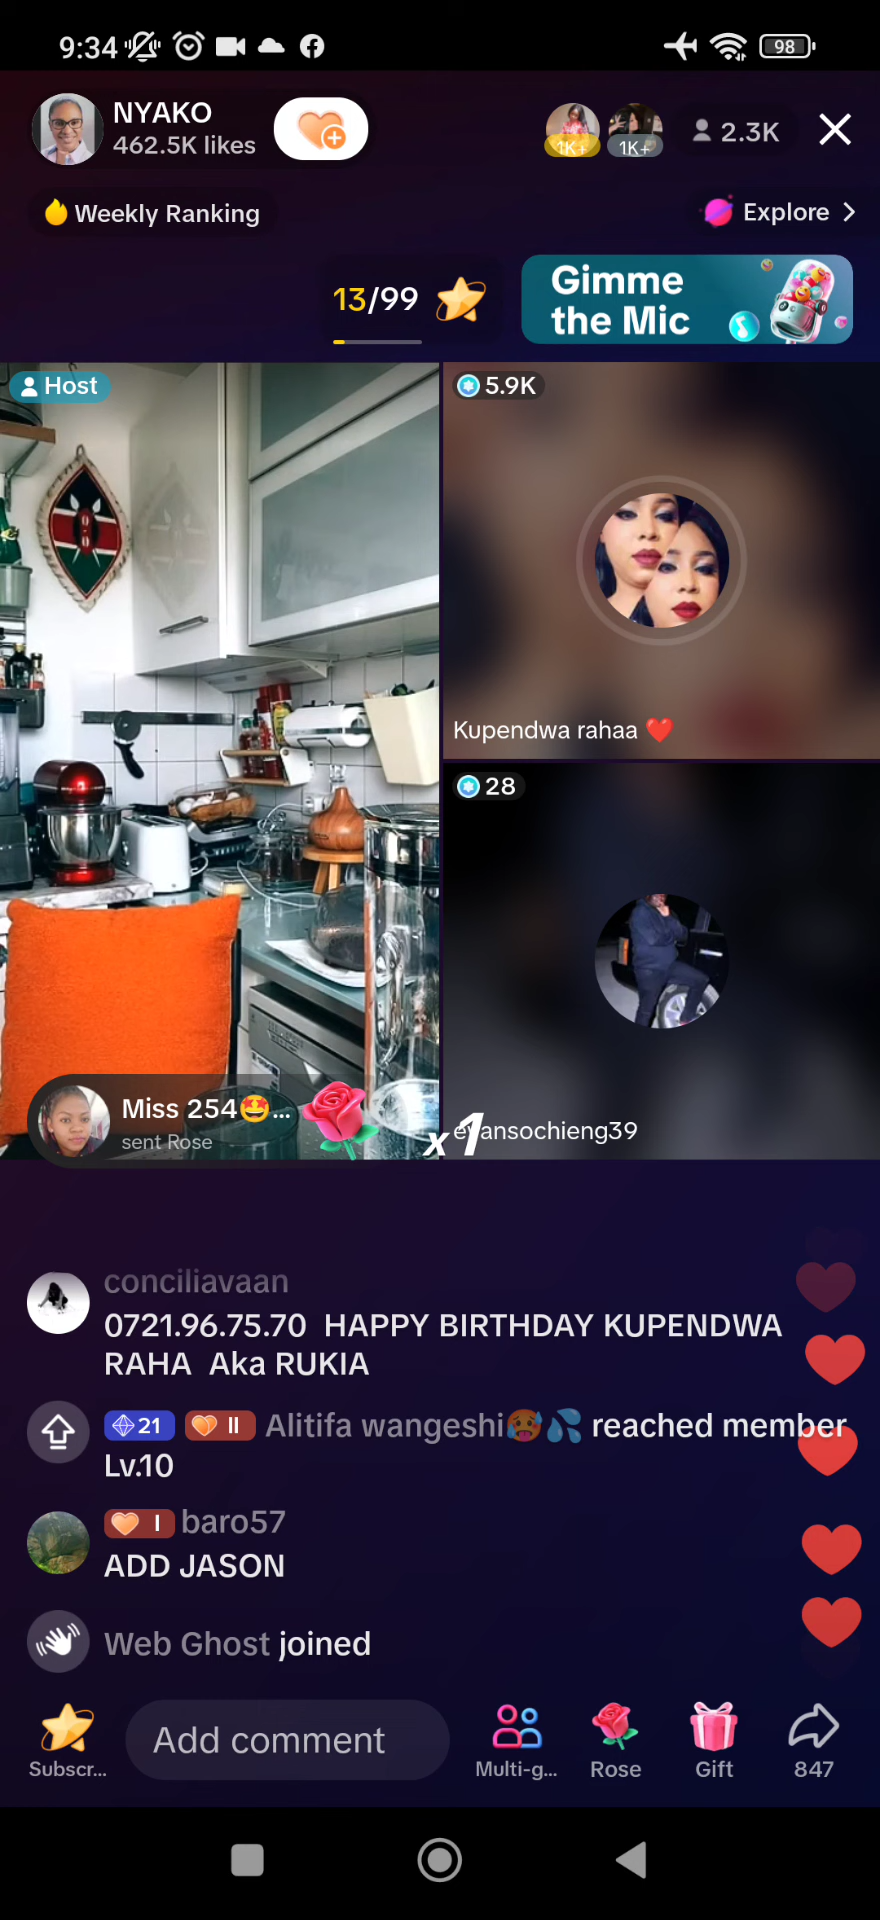 9:34
98
NYAKO
462.5K likes
1K+
1K+
2.3K
Weekly Ranking
Explore
13/99
Gimme
the Mic
Host
5.9K
Kupendwa rahaa ❤️
28
Miss 254🤩...
sent Rose
x1
evansochieng39
conciliavaan
0721.96.75.70 HAPPY BIRTHDAY KUPENDWA
RAHA Aka RUKIA
21 II Alitifa wangeshi🥵💦 reached member
Lv.10
I baro57
ADD JASON
Web Ghost joined
Add comment
Subscr...
Multi-g...
Rose
Gift
847